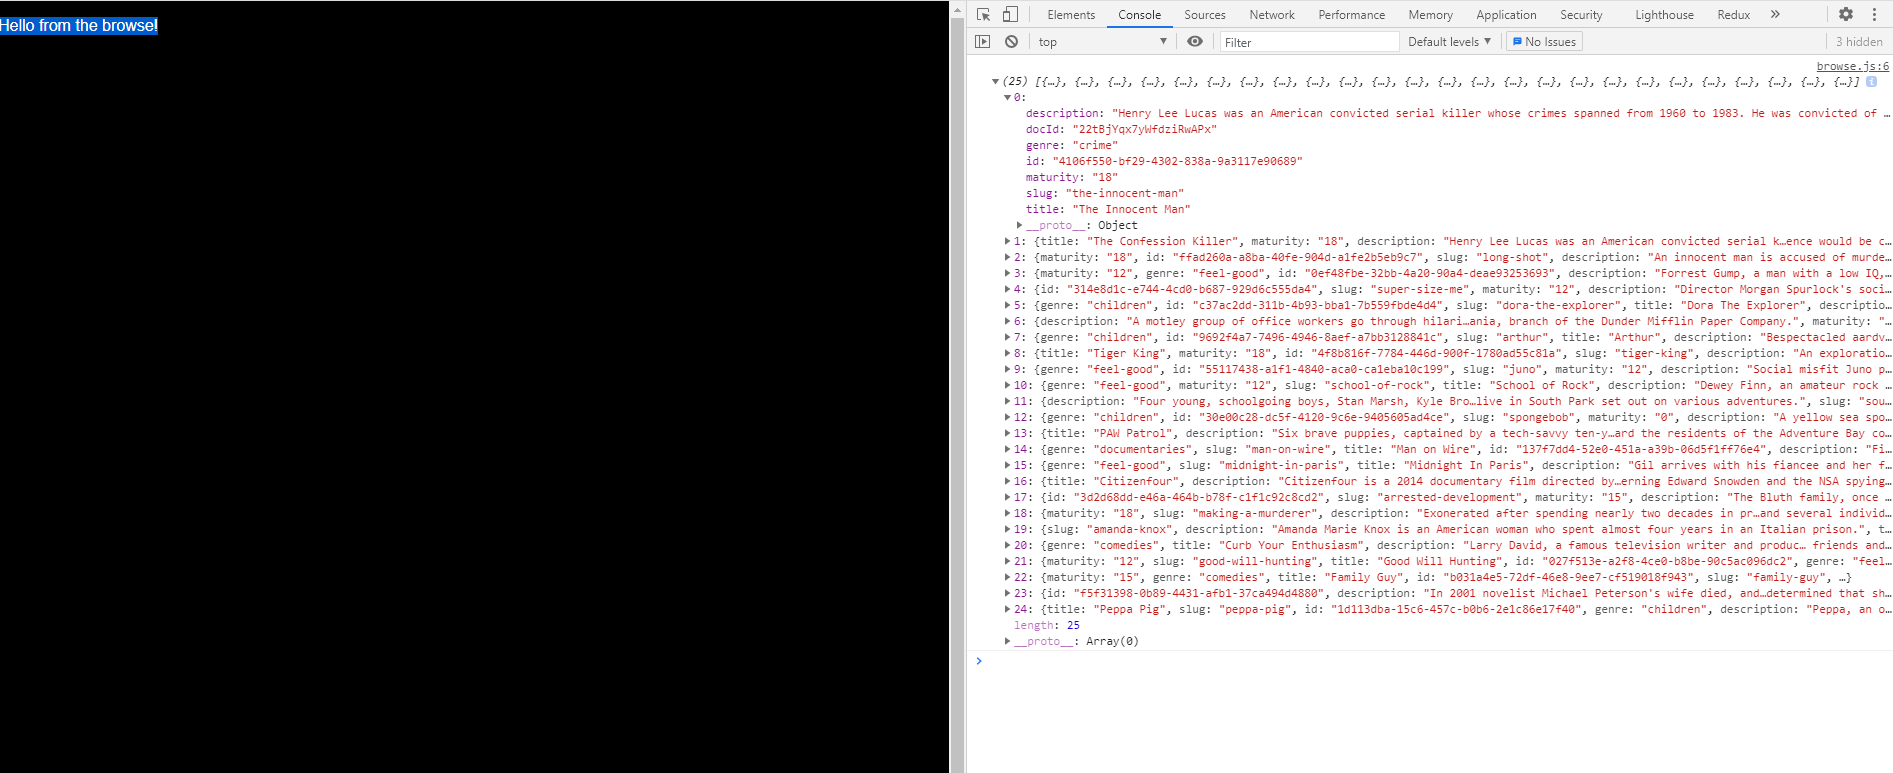 Hello from the browse!
Elements Console Sources Network Performance Memory Application Security Lighthouse Redux »
top Filter Default levels ▼ No Issues 3 hidden
browse.js:6
(25) [{…}, {…}, {…}, {…}, {…}, {…}, {…}, {…}, {…}, {…}, {…}, {…}, {…}, {…}, {…}, {…}, {…}, {…}, {…}, {…}, {…}, {…}, {…}, {…}, {…}] i
0:
description: "Henry Lee Lucas was an American convicted serial killer whose crimes spanned from 1960 to 1983. He was convicted of …
docId: "22tBjYqx7yWfdziRwAPx"
genre: "crime"
id: "4106f550-bf29-4302-838a-9a3117e90689"
maturity: "18"
slug: "the-innocent-man"
title: "The Innocent Man"
__proto__: Object
1: {title: "The Confession Killer", maturity: "18", description: "Henry Lee Lucas was an American convicted serial k…ence would be c…
2: {maturity: "18", id: "ffad260a-a8ba-40fe-904d-a1fe2b5eb9c7", slug: "long-shot", description: "An innocent man is accused of murde…
3: {maturity: "12", genre: "feel-good", id: "0ef48fbe-32bb-4a20-90a4-deae93253693", description: "Forrest Gump, a man with a low IQ,…
4: {id: "314e8d1c-e744-4cd0-b687-929d6c555da4", slug: "super-size-me", maturity: "12", description: "Director Morgan Spurlock's soci…
5: {genre: "children", id: "c37ac2dd-311b-4b93-bba1-7b559fbde4d4", slug: "dora-the-explorer", title: "Dora The Explorer", descriptio…
6: {description: "A motley group of office workers go through hilari…ania, branch of the Dunder Mifflin Paper Company.", maturity: "…
7: {genre: "children", id: "9692f4a7-7496-4946-8aef-a7bb3128841c", slug: "arthur", title: "Arthur", description: "Bespectacled aardv…
8: {title: "Tiger King", maturity: "18", id: "4f8b816f-7784-446d-900f-1780ad55c81a", slug: "tiger-king", description: "An exploratio…
9: {genre: "feel-good", id: "55117438-a1f1-4840-aca0-ca1eba10c199", slug: "juno", maturity: "12", description: "Social misfit Juno p…
10: {genre: "feel-good", maturity: "12", slug: "school-of-rock", title: "School of Rock", description: "Dewey Finn, an amateur rock …
11: {description: "Four young, schoolgoing boys, Stan Marsh, Kyle Bro…live in South Park set out on various adventures.", slug: "sou…
12: {genre: "children", id: "30e00c28-dc5f-4120-9c6e-9405605ad4ce", slug: "spongebob", maturity: "0", description: "A yellow sea spo…
13: {title: "PAW Patrol", description: "Six brave puppies, captained by a tech-savvy ten-y…ard the residents of the Adventure Bay co…
14: {genre: "documentaries", slug: "man-on-wire", title: "Man on Wire", id: "137f7dd4-52e0-451a-a39b-06d5f1ff76e4", description: "Fi…
15: {genre: "feel-good", slug: "midnight-in-paris", title: "Midnight In Paris", description: "Gil arrives with his fiancee and her f…
16: {title: "Citizenfour", description: "Citizenfour is a 2014 documentary film directed by…erning Edward Snowden and the NSA spying…
17: {id: "3d2d68dd-e46a-464b-b78f-c1f1c92c8cd2", slug: "arrested-development", maturity: "15", description: "The Bluth family, once …
18: {maturity: "18", slug: "making-a-murderer", description: "Exonerated after spending nearly two decades in pr…and several individ…
19: {slug: "amanda-knox", description: "Amanda Marie Knox is an American woman who spent almost four years in an Italian prison.", t…
20: {genre: "comedies", title: "Curb Your Enthusiasm", description: "Larry David, a famous television writer and produc… friends and…
21: {maturity: "12", slug: "good-will-hunting", title: "Good Will Hunting", id: "027f513e-a2f8-4ce0-b8be-90c5ac096dc2", genre: "feel…
22: {maturity: "15", genre: "comedies", title: "Family Guy", id: "b031a4e5-72df-46e8-9ee7-cf519018f943", slug: "family-guy", …}
23: {id: "f5f31398-0b89-4431-afb1-37ca494d4880", description: "In 2001 novelist Michael Peterson's wife died, and…determined that sh…
24: {title: "Peppa Pig", slug: "peppa-pig", id: "1d113dba-15c6-457c-b0b6-2e1c86e17f40", genre: "children", description: "Peppa, an o…
length: 25
__proto__: Array(0)